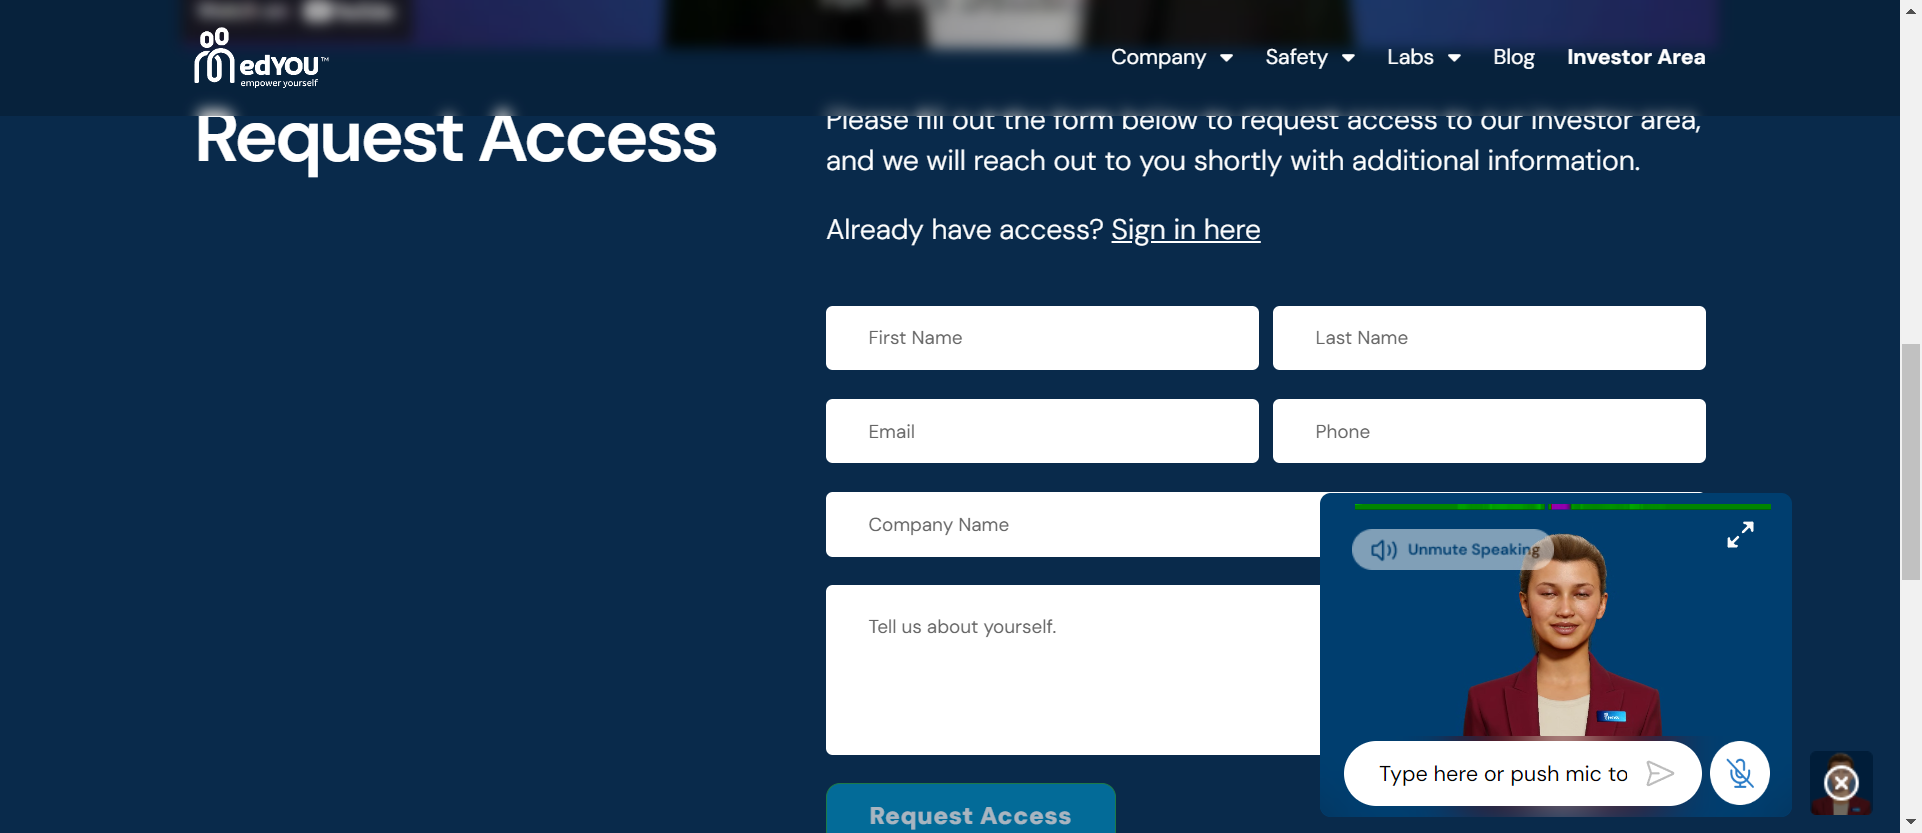 edYOU™
empower yourself
Company
Safety
Labs
Blog
Investor Area
Request Access
Please fill out the form below to request access to our investor area,
and we will reach out to you shortly with additional information.
Already have access? Sign in here
First Name
Last Name
Email
Phone
Company Name
Tell us about yourself.
Request Access
Unmute Speaking
Type here or push mic to